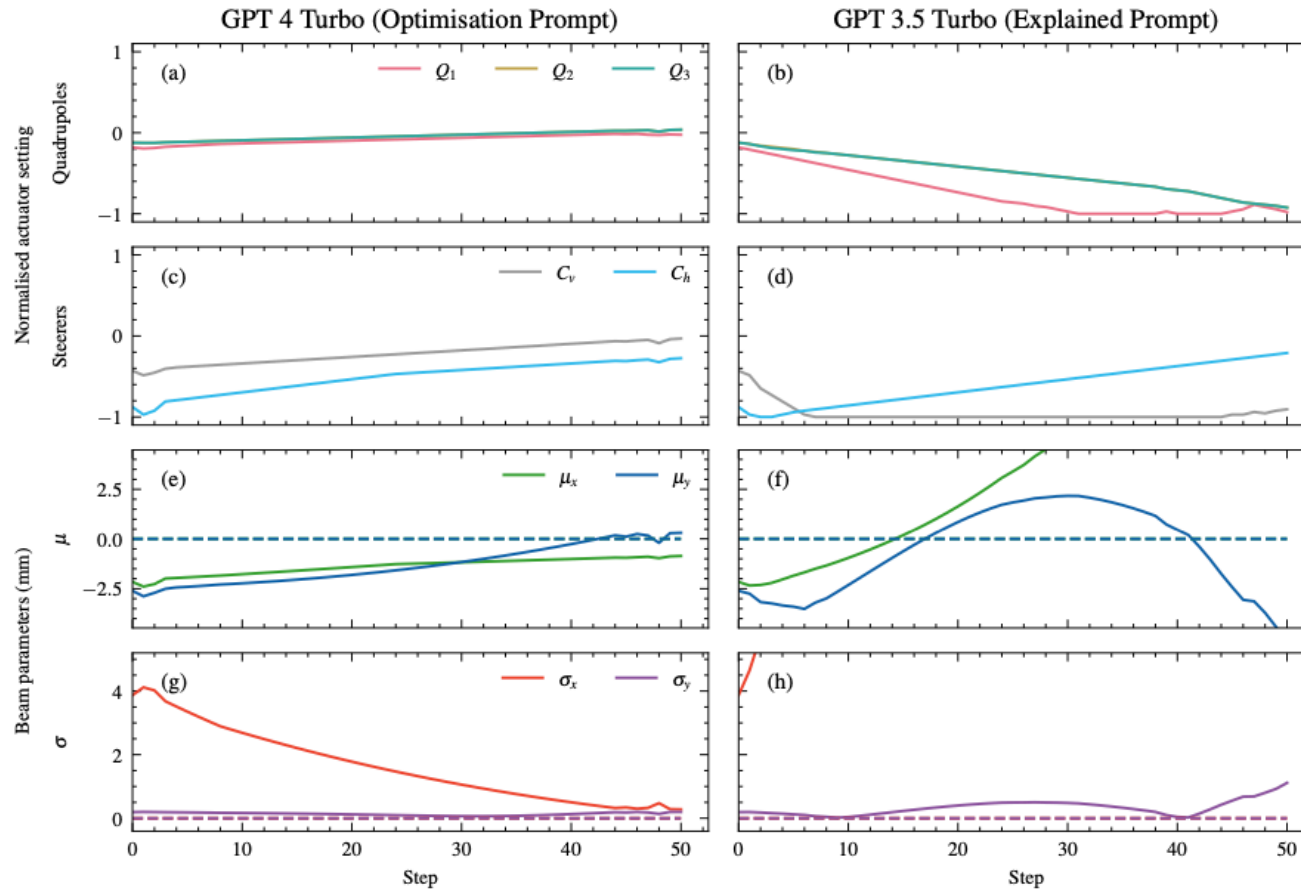 GPT 4 Turbo (Optimisation Prompt)
GPT 3.5 Turbo (Explained Prompt)
Normalised actuator setting
Quadrupoles
1
0
−1
(a)
Q1
Q2
Q3
(b)
Steerers
1
0
−1
(c)
Cv
Ch
(d)
Beam parameters (mm)
μ
2.5
0.0
−2.5
(e)
μx
μy
(f)
σ
4
2
0
(g)
σx
σy
(h)
0 10 20 30 40 50
0 10 20 30 40 50
Step
Step